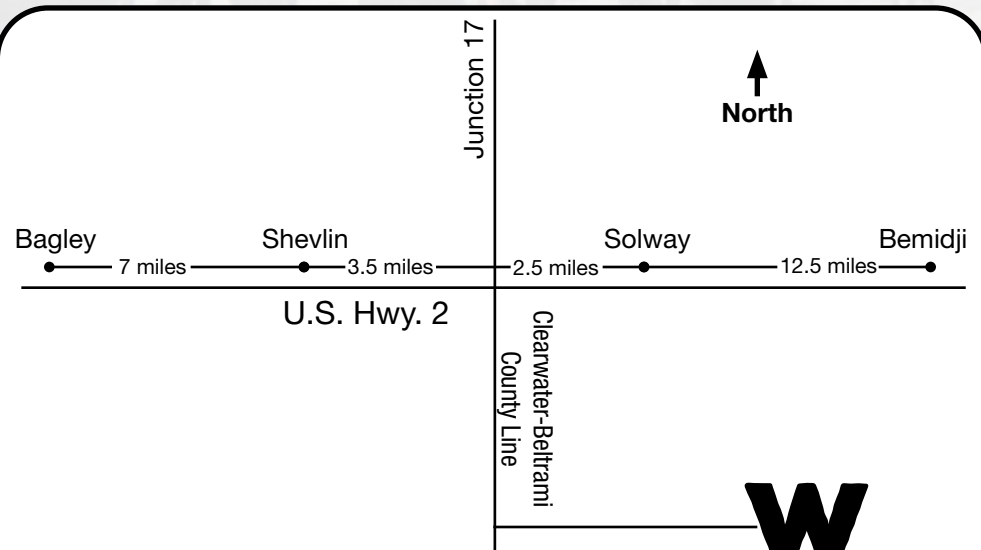 Junction 17
North
Bagley
Shevlin
Solway
Bemidji
7 miles
3.5 miles
2.5 miles
12.5 miles
U.S. Hwy. 2
Clearwater-Beltrami
County Line
W